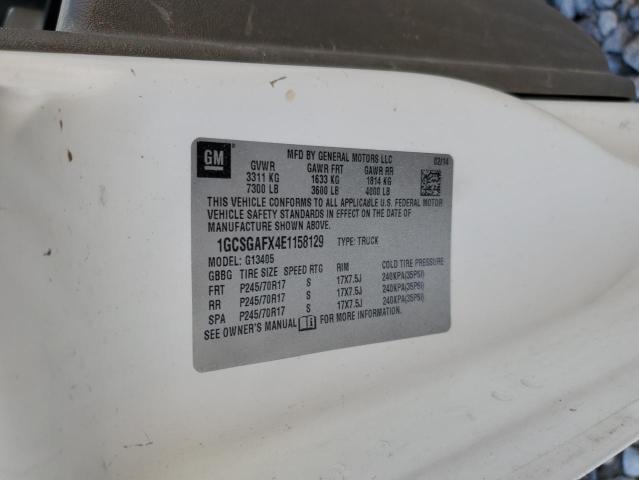 GM
MFD BY GENERAL MOTORS LLC 02/14
GVWR GAWR FRT GAWR RR
3311 KG 1633 KG 1814 KG
7300 LB 3600 LB 4000 LB
THIS VEHICLE CONFORMS TO ALL APPLICABLE U.S. FEDERAL MOTOR
VEHICLE SAFETY STANDARDS IN EFFECT ON THE DATE OF
MANUFACTURE SHOWN ABOVE.
1GCSGAFX4E1158129 TYPE: TRUCK
MODEL: G13405
GBBG TIRE SIZE SPEED RTG RIM COLD TIRE PRESSURE
FRT P245/70R17 S 17X7.5J 240KPA(35PSI)
RR P245/70R17 S 17X7.5J 240KPA(35PSI)
SPA P245/70R17 S 17X7.5J 240KPA(35PSI)
SEE OWNER'S MANUAL FOR MORE INFORMATION.